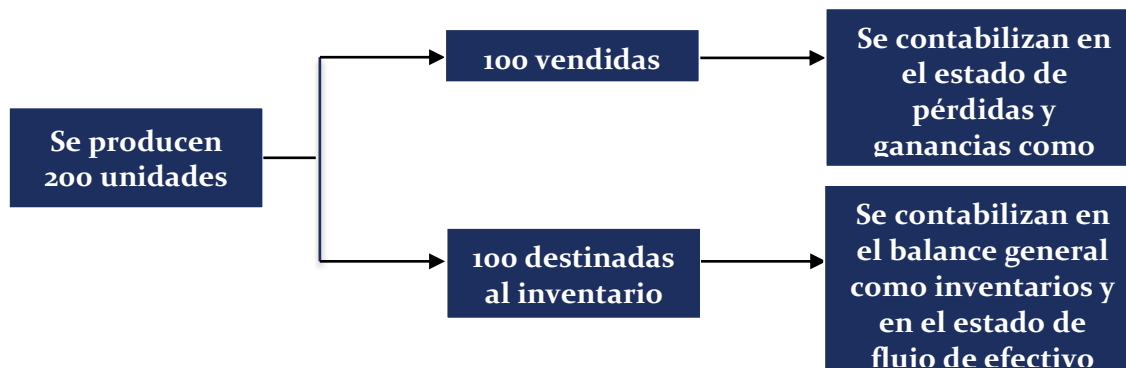 Se producen
200 unidades
100 vendidas
100 destinadas
al inventario
Se contabilizan en
el estado de
pérdidas y
ganancias como
Se contabilizan en
el balance general
como inventarios y
en el estado de
flujo de efectivo